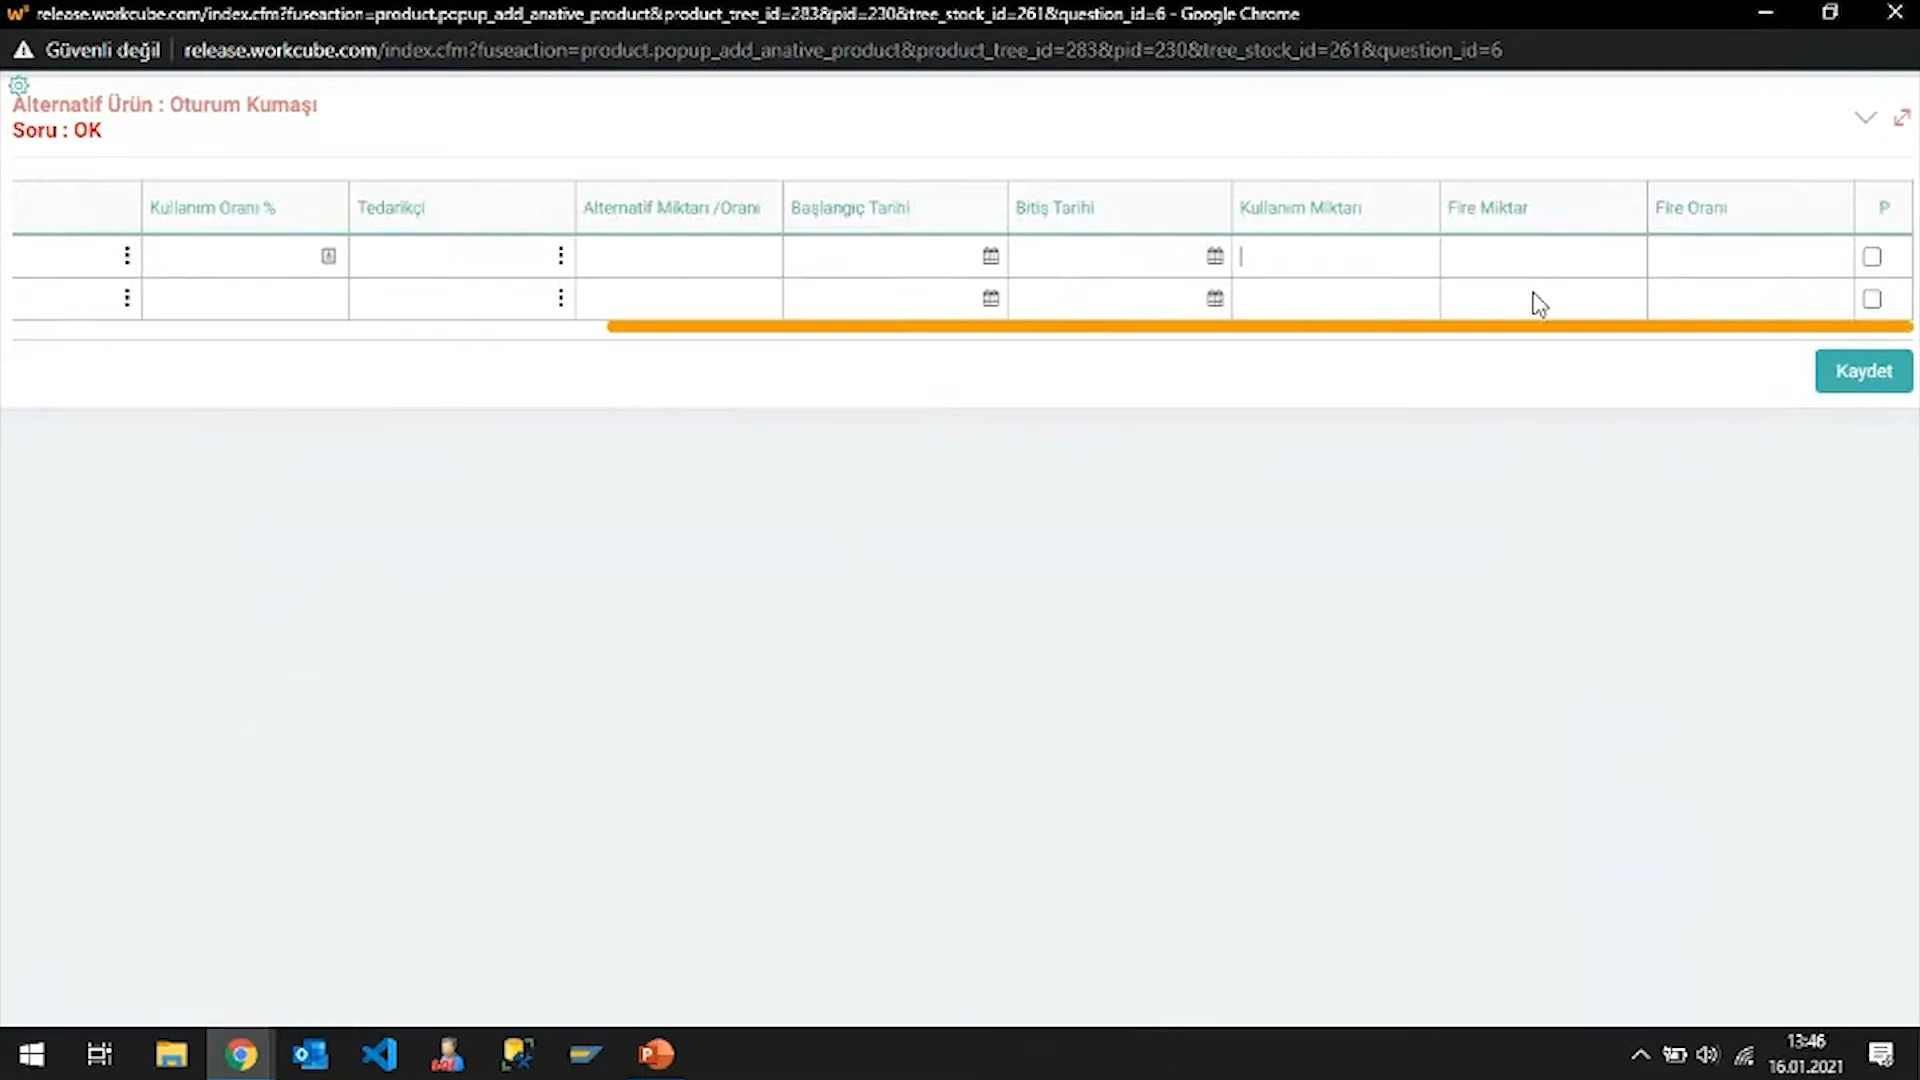 release.workcube.com/index.cfm?fuseaction=product.popup_add_anative_product&product_tree_id=283&pid=230&tree_stock_id=261&question_id=6 - Google Chrome
Güvenli değil release.workcube.com/index.cfm?fuseaction=product.popup_add_anative_product&product_tree_id=283&pid=230&tree_stock_id=261&question_id=6
Alternatif Ürün : Oturum Kumaşı
Soru : OK
Kullanım Oranı % Tedarikçi Alternatif Miktarı /Oranı Başlangıç Tarihi Bitiş Tarihi Kullanım Miktarı Fire Miktar Fire Oranı P
Kaydet
13:46
16.01.2021